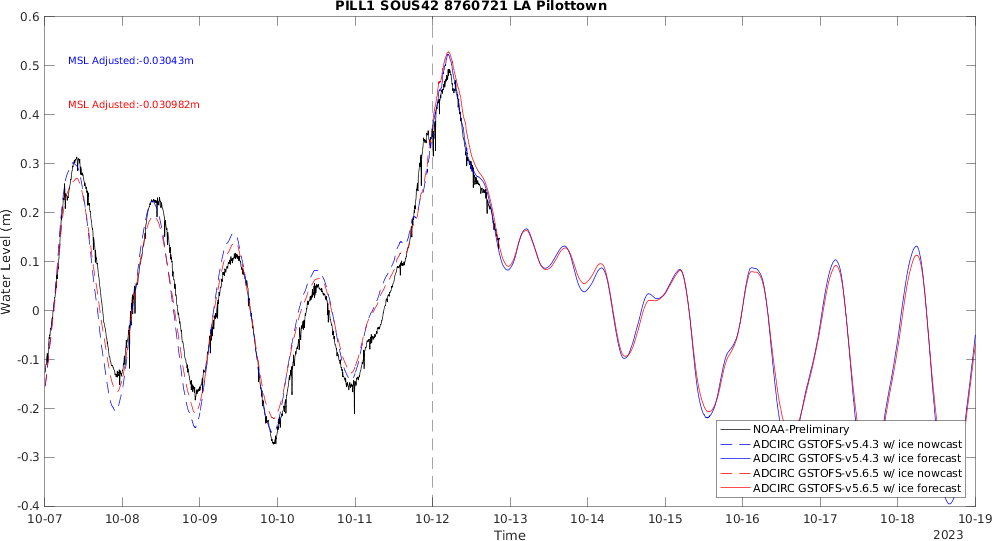 PILL1 SOUS42 8760721 LA Pilottown
0.6
0.5
0.4
0.3
0.2
0.1
0
-0.1
-0.2
-0.3
-0.4
Water Level (m)
MSL Adjusted:-0.03043m
MSL Adjusted:-0.030982m
NOAA-Preliminary
ADCIRC GSTOFS-v5.4.3 w/ ice nowcast
ADCIRC GSTOFS-v5.4.3 w/ ice forecast
ADCIRC GSTOFS-v5.6.5 w/ ice nowcast
ADCIRC GSTOFS-v5.6.5 w/ ice forecast
10-07 10-08 10-09 10-10 10-11 10-12 10-13 10-14 10-15 10-16 10-17 10-18 10-19
Time
2023